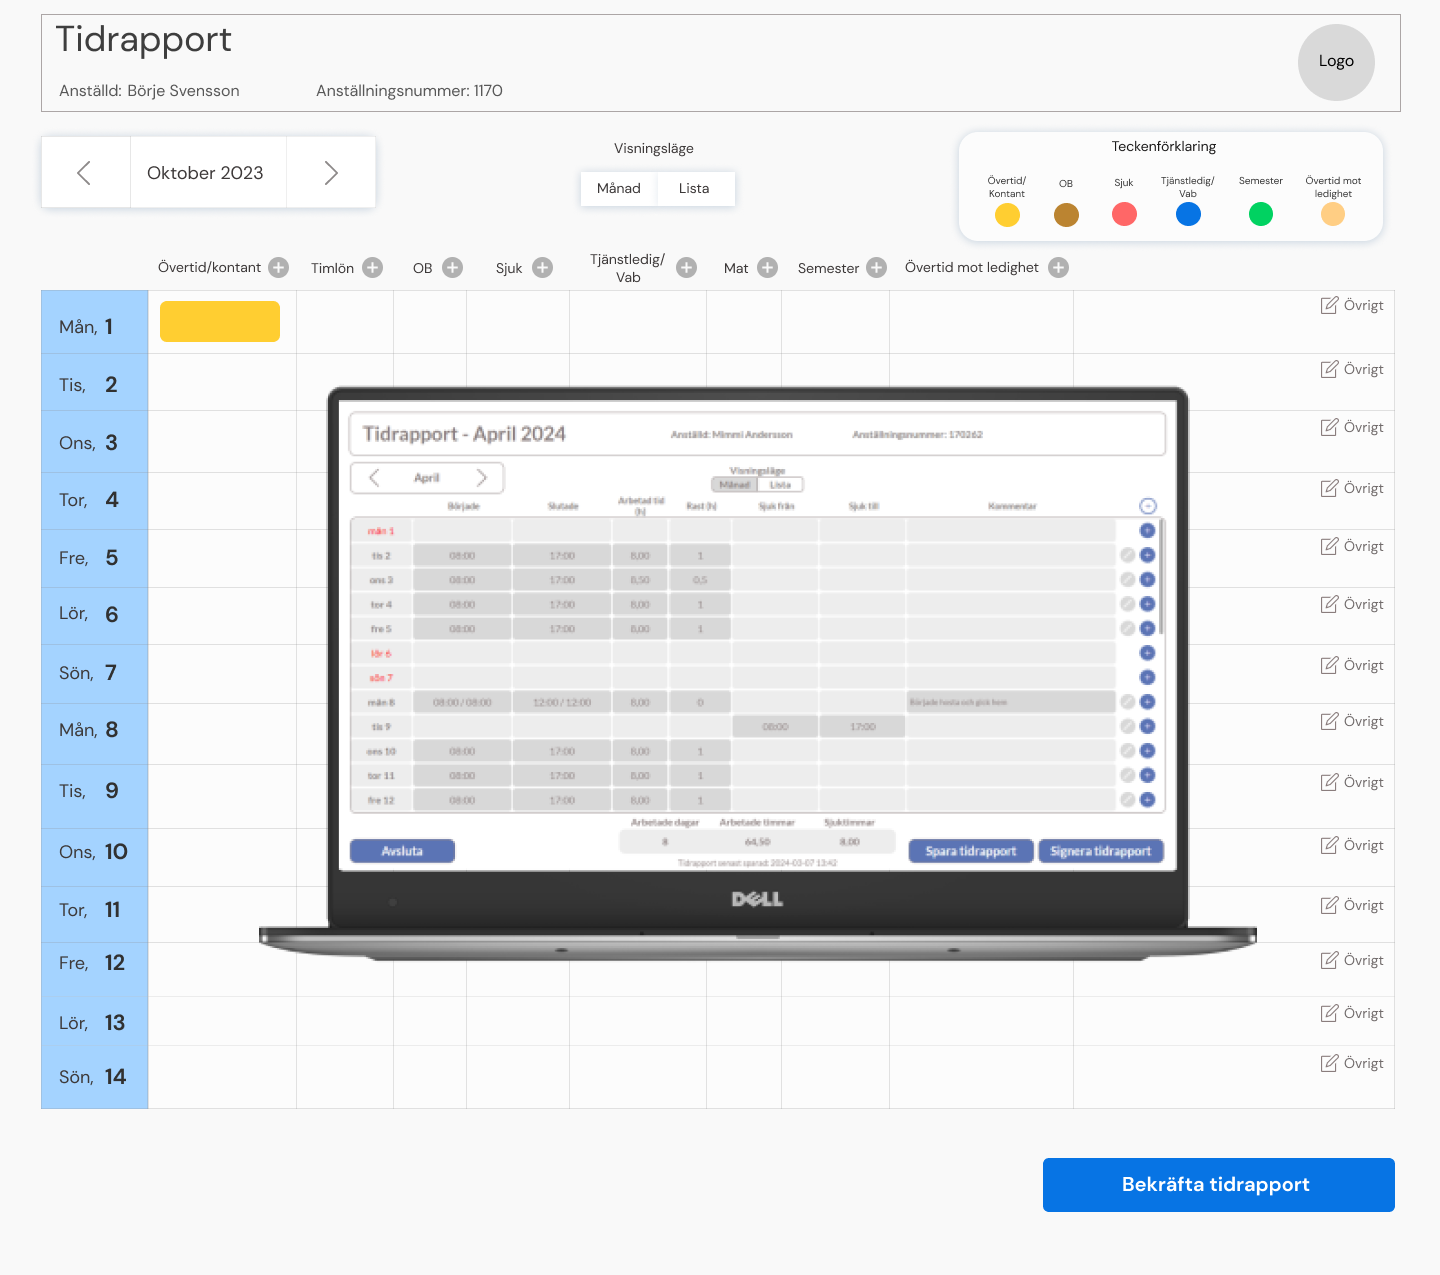 Tidrapport
Anställd: Börje Svensson
Anställningsnummer: 1170
Logo
Oktober 2023
Visningsläge
Månad
Lista
Teckenförklaring
Övertid/
Kontant
OB
Sjuk
Tjänstledig/
Vab
Semester
Övertid mot
ledighet
Övertid/kontant
Timlön
OB
Sjuk
Tjänstledig/
Vab
Mat
Semester
Övertid mot ledighet
Mån, 1
Övrigt
Tis, 2
Övrigt
Ons, 3
Övrigt
Tor, 4
Övrigt
Fre, 5
Övrigt
Lör, 6
Övrigt
Sön, 7
Övrigt
Mån, 8
Övrigt
Tis, 9
Övrigt
Ons, 10
Övrigt
Tor, 11
Övrigt
Fre, 12
Övrigt
Lör, 13
Övrigt
Sön, 14
Övrigt
Tidrapport - April 2024
Anställd: Mimmi Andersson
Anställningsnummer: 170262
April
Visningsläge
Månad
Lista
Började
Slutade
Arbetad tid
(h)
Rast (h)
Sjuk från
Sjuk till
Kommentar
mån 1
tis 2 08:00 17:00 8,00 1
ons 3 08:00 17:00 8,50 0,5
tor 4 08:00 17:00 8,00 1
fre 5 08:00 17:00 8,00 1
lör 6
sön 7
mån 8 08:00 / 08:00 12:00 / 12:00 8,00 0 Började hosta och gick hem
tis 9 08:00 17:00
ons 10 08:00 17:00 8,00 1
tor 11 08:00 17:00 8,00 1
fre 12 08:00 17:00 8,00 1
Arbetade dagar
Arbetade timmar
Sjuktimmar
8
64,50
8,00
Tidrapport senast sparad: 2024-03-07 13:42
Avsluta
Spara tidrapport
Signera tidrapport
DELL
Bekräfta tidrapport